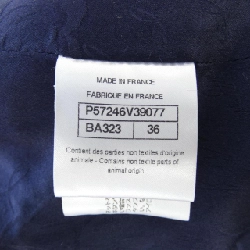 MADE IN FRANCE
FABRIQUE EN FRANCE
P57246V39077
BA323 36
Contient des parties non textiles d'origine
animale - Contains non textile parts of
animal origin